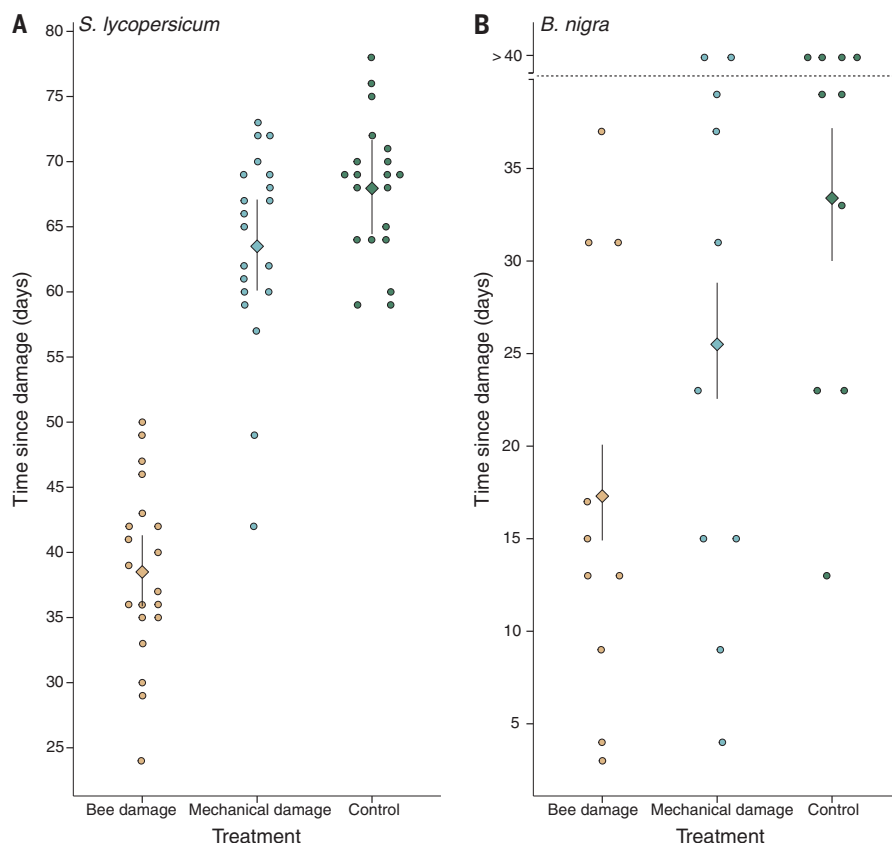 A S. lycopersicum
80
75
70
65
60
55
50
45
40
35
30
25
Time since damage (days)
Bee damage Mechanical damage Control
Treatment
B B. nigra
> 40
35
30
25
20
15
10
5
Time since damage (days)
Bee damage Mechanical damage Control
Treatment